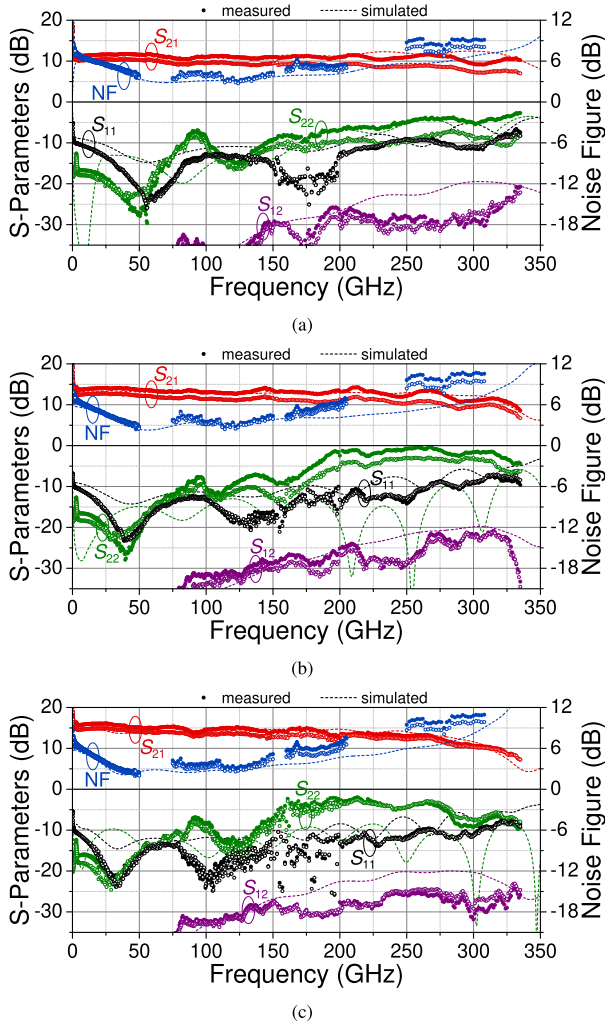 measured simulated
20 12
10 6
0 0
-10 -6
-20 -12
-30 -18
S-Parameters (dB)
Noise Figure (dB)
S21
NF
S22
S11
S12
0 50 100 150 200 250 300 350
Frequency (GHz)
(a)
measured simulated
20 12
10 6
0 0
-10 -6
-20 -12
-30 -18
S-Parameters (dB)
Noise Figure (dB)
S21
NF
S11
S22
S12
0 50 100 150 200 250 300 350
Frequency (GHz)
(b)
measured simulated
20 12
10 6
0 0
-10 -6
-20 -12
-30 -18
S-Parameters (dB)
Noise Figure (dB)
S21
NF
S22
S11
S12
0 50 100 150 200 250 300 350
Frequency (GHz)
(c)